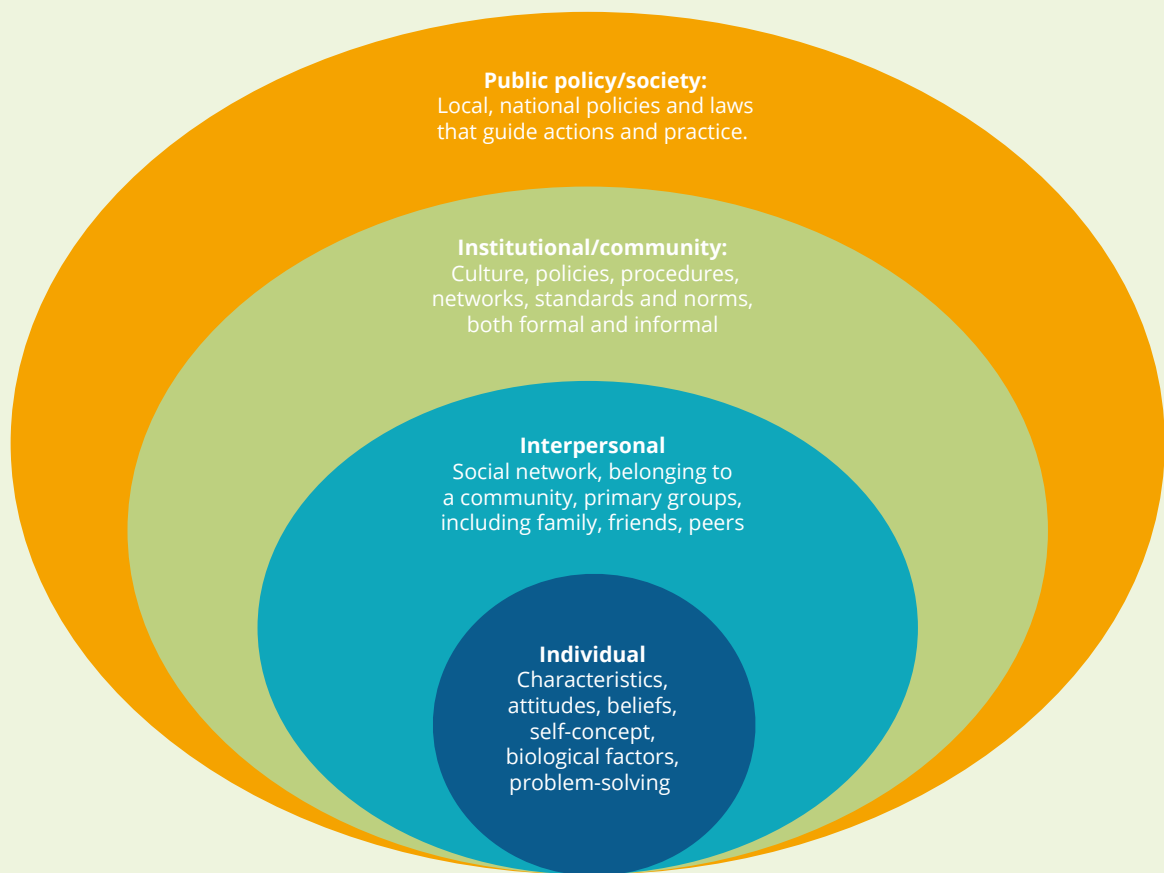 Public policy/society:
Local, national policies and laws
that guide actions and practice.
Institutional/community:
Culture, policies, procedures,
networks, standards and norms,
both formal and informal
Interpersonal
Social network, belonging to
a community, primary groups,
including family, friends, peers
Individual
Characteristics,
attitudes, beliefs,
self-concept,
biological factors,
problem-solving